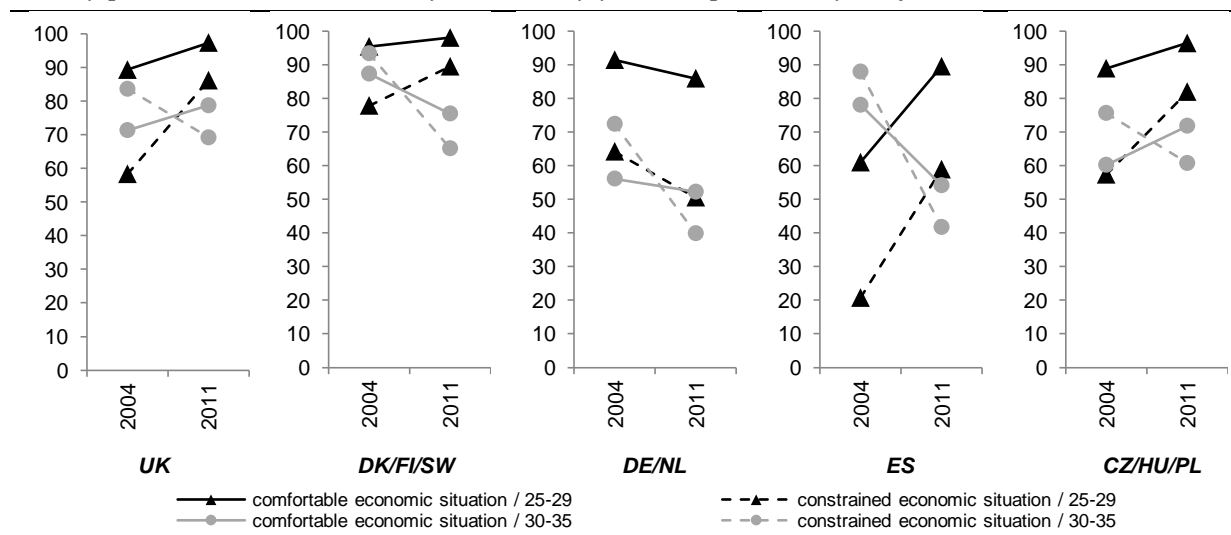 100 100 100 100 100
90 90 90 90 90
80 80 80 80 80
70 70 70 70 70
60 60 60 60 60
50 50 50 50 50
40 40 40 40 40
30 30 30 30 30
20 20 20 20 20
10 10 10 10 10
0 0 0 0 0
2004 2011 2004 2011 2004 2011 2004 2011 2004 2011
UK DK/FI/SW DE/NL ES CZ/HU/PL
comfortable economic situation / 25-29 constrained economic situation / 25-29
comfortable economic situation / 30-35 constrained economic situation / 30-35